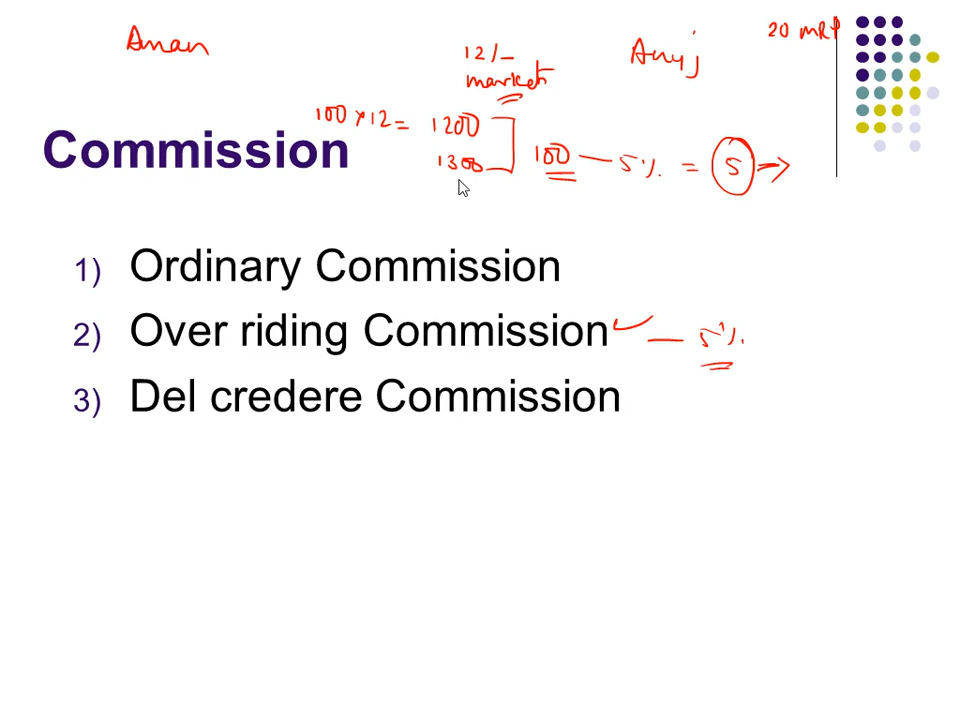 Aman
12/-
market
Anuj
20 MRP
100 × 12 = 1200
1300
100 — 5% = 5 →
Commission
1) Ordinary Commission
2) Over riding Commission ✓ — 5%
3) Del credere Commission